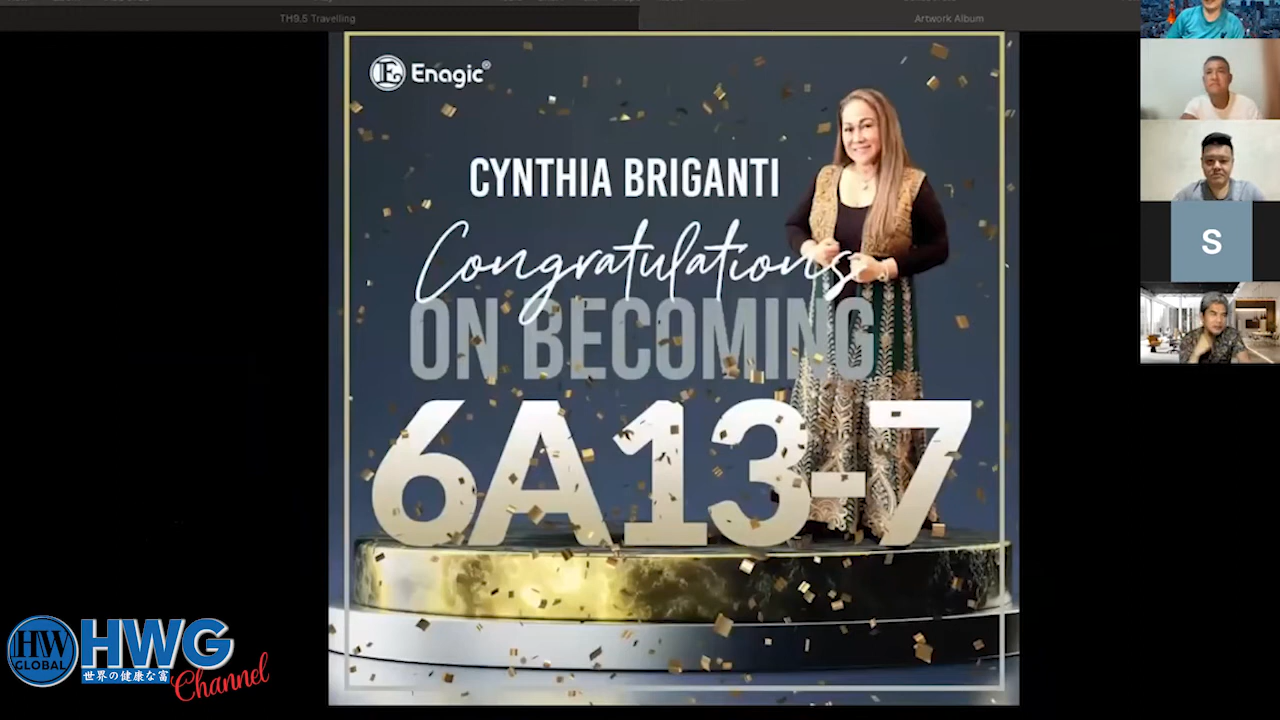 TH9.5 Travelling
Artwork Album
E Enagic®
CYNTHIA BRIGANTI
Congratulations
ON BECOMING
6A13-7
S
HW
GLOBAL
HWG
世界の健康な富
Channel